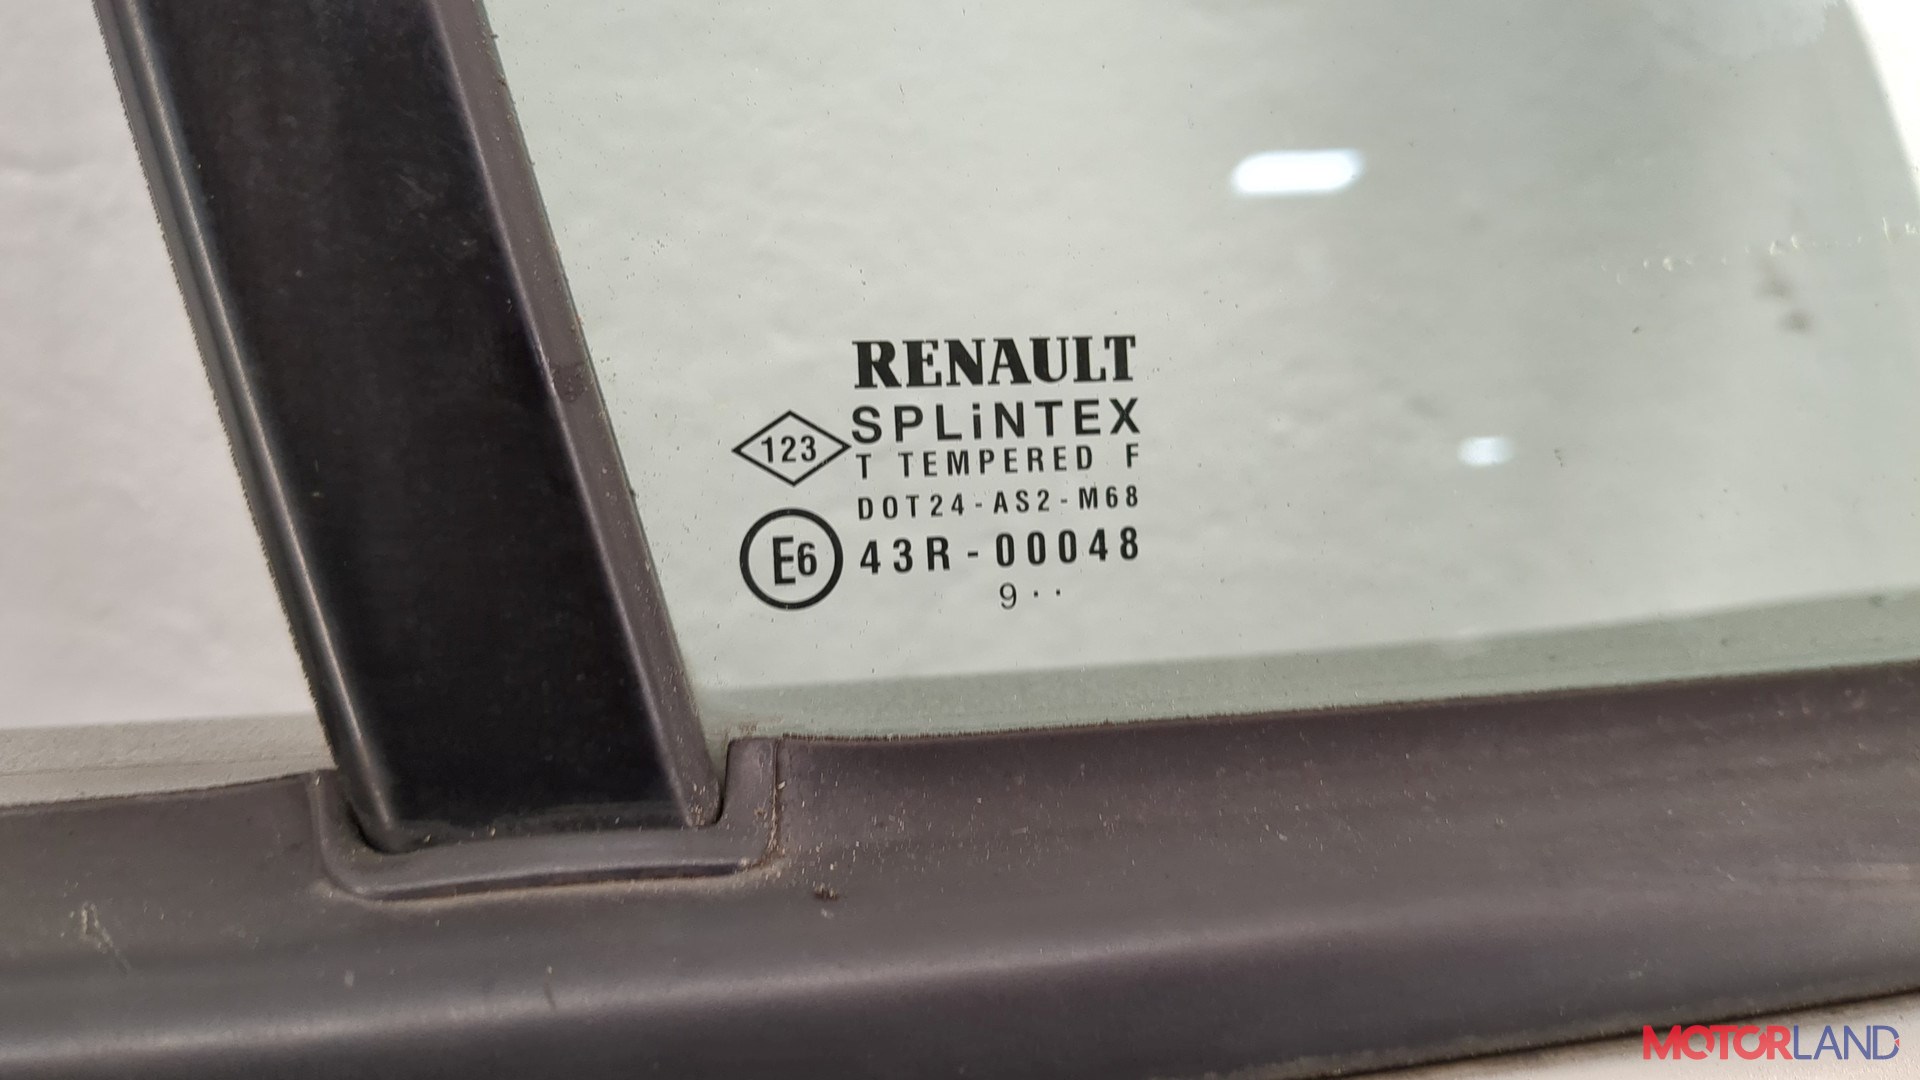 RENAULT
SPLiNTEX
123
T TEMPERED F
DOT24-AS2-M68
E6 43R-00048
9··
MOTORLAND